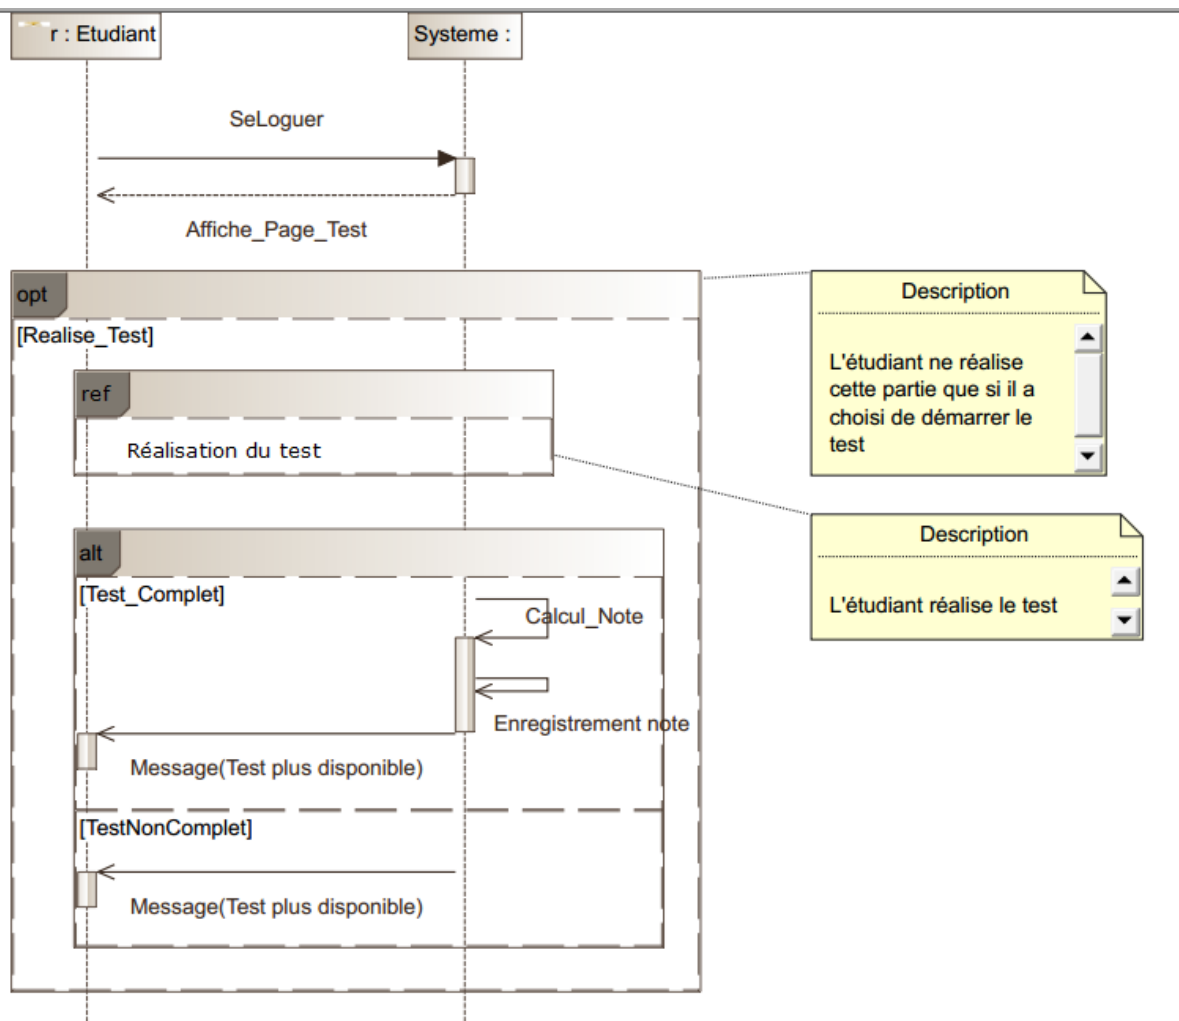 r : Etudiant
Systeme :
SeLoguer
Affiche_Page_Test
opt
[Realise_Test]
ref
Réalisation du test
alt
[Test_Complet]
Calcul_Note
Enregistrement note
Message(Test plus disponible)
[TestNonComplet]
Message(Test plus disponible)
Description
L'étudiant ne réalise
cette partie que si il a
choisi de démarrer le
test
Description
L'étudiant réalise le test